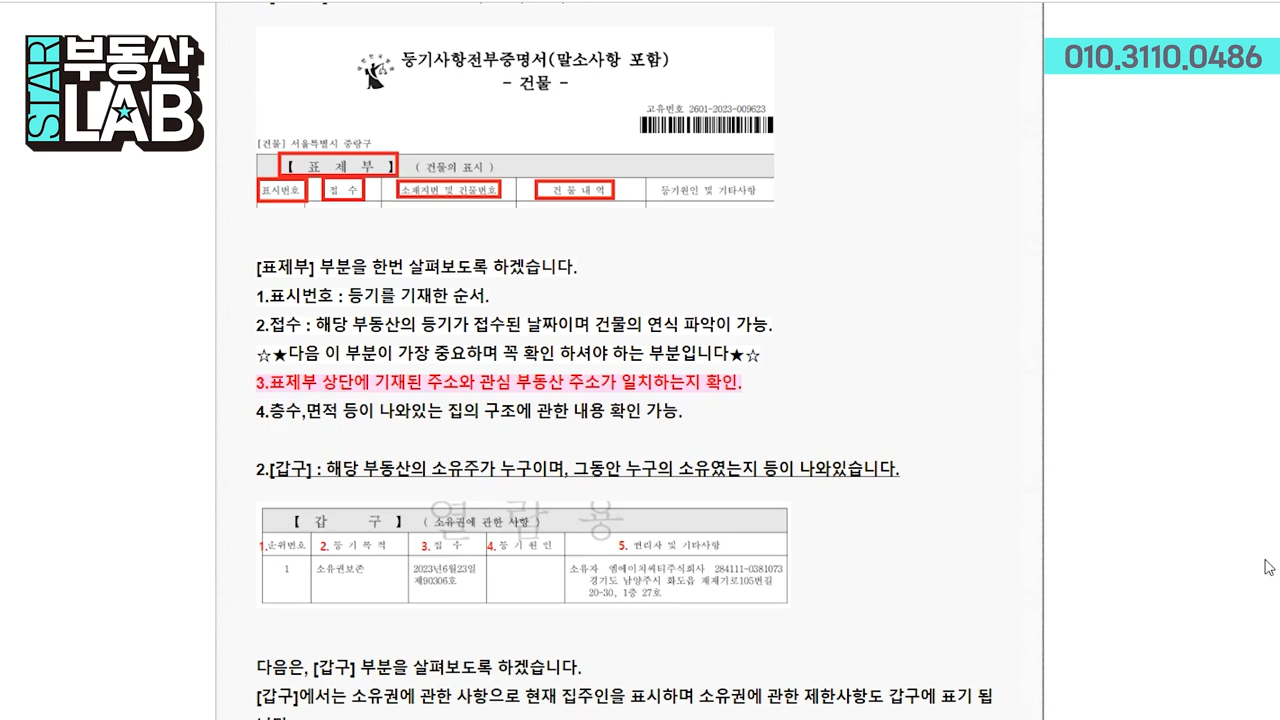 STAR 부동산 LAB
010.3110.0486
등기사항전부증명서(말소사항 포함)
- 건물 -
고유번호 2601-2023-009623
[건물] 서울특별시 중랑구
【 표 제 부 】 ( 건물의 표시 )
표시번호 접 수 소재지번 및 건물번호 건 물 내 역 등기원인 및 기타사항
[표제부] 부분을 한번 살펴보도록 하겠습니다.
1.표시번호 : 등기를 기재한 순서.
2.접수 : 해당 부동산의 등기가 접수된 날짜이며 건물의 연식 파악이 가능.
☆★다음 이 부분이 가장 중요하며 꼭 확인 하셔야 하는 부분입니다★☆
3.표제부 상단에 기재된 주소와 관심 부동산 주소가 일치하는지 확인.
4.층수,면적 등이 나와있는 집의 구조에 관한 내용 확인 가능.
2.[갑구] : 해당 부동산의 소유주가 누구이며, 그동안 누구의 소유였는지 등이 나와있습니다.
열 람 용
【 갑 구 】 ( 소유권에 관한 사항 )
1.순위번호 2.등 기 목 적 3.접 수 4.등 기 원 인 5. 권리자 및 기타사항
1 소유권보존 2023년6월23일 소유자 엠에이치씨티주식회사 284111-0381073
제90306호 경기도 남양주시 화도읍 재재기로105번길
20-30, 1층 27호
다음은, [갑구] 부분을 살펴보도록 하겠습니다.
[갑구]에서는 소유권에 관한 사항으로 현재 집주인을 표시하며 소유권에 관한 제한사항도 갑구에 표기 됩